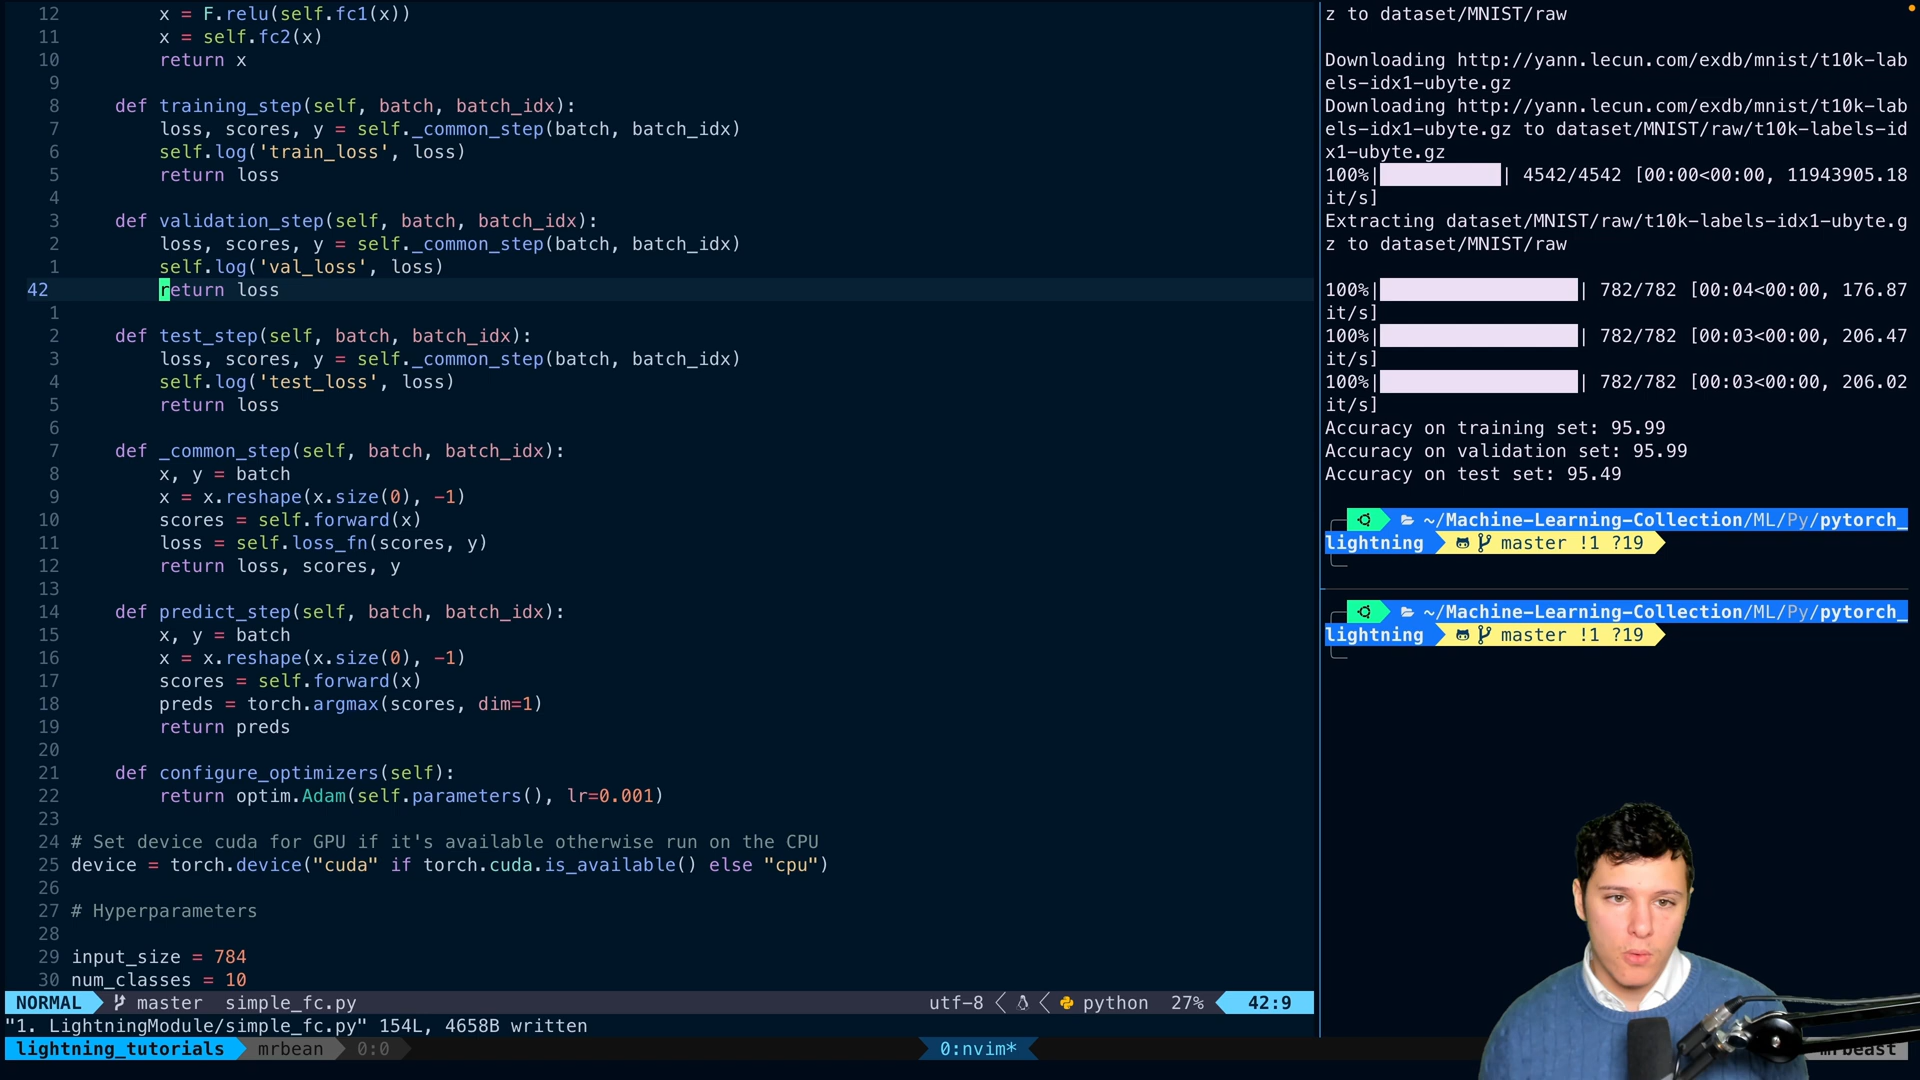 12 x = F.relu(self.fc1(x))
11 x = self.fc2(x)
10 return x
9
8 def training_step(self, batch, batch_idx):
7 loss, scores, y = self._common_step(batch, batch_idx)
6 self.log('train_loss', loss)
5 return loss
4
3 def validation_step(self, batch, batch_idx):
2 loss, scores, y = self._common_step(batch, batch_idx)
1 self.log('val_loss', loss)
42 return loss
1
2 def test_step(self, batch, batch_idx):
3 loss, scores, y = self._common_step(batch, batch_idx)
4 self.log('test_loss', loss)
5 return loss
6
7 def _common_step(self, batch, batch_idx):
8 x, y = batch
9 x = x.reshape(x.size(0), -1)
10 scores = self.forward(x)
11 loss = self.loss_fn(scores, y)
12 return loss, scores, y
13
14 def predict_step(self, batch, batch_idx):
15 x, y = batch
16 x = x.reshape(x.size(0), -1)
17 scores = self.forward(x)
18 preds = torch.argmax(scores, dim=1)
19 return preds
20
21 def configure_optimizers(self):
22 return optim.Adam(self.parameters(), lr=0.001)
23
24 # Set device cuda for GPU if it's available otherwise run on the CPU
25 device = torch.device("cuda" if torch.cuda.is_available() else "cpu")
26
27 # Hyperparameters
28
29 input_size = 784
30 num_classes = 10
NORMAL master simple_fc.py utf-8 python 27% 42:9
"1. LightningModule/simple_fc.py" 154L, 4658B written
lightning_tutorials mrbean 0:0 0:nvim* mrbeast
z to dataset/MNIST/raw
Downloading http://yann.lecun.com/exdb/mnist/t10k-lab
els-idx1-ubyte.gz
Downloading http://yann.lecun.com/exdb/mnist/t10k-lab
els-idx1-ubyte.gz to dataset/MNIST/raw/t10k-labels-id
x1-ubyte.gz
100%| | 4542/4542 [00:00<00:00, 11943905.18
it/s]
Extracting dataset/MNIST/raw/t10k-labels-idx1-ubyte.g
z to dataset/MNIST/raw
100%| | 782/782 [00:04<00:00, 176.87
it/s]
100%| | 782/782 [00:03<00:00, 206.47
it/s]
100%| | 782/782 [00:03<00:00, 206.02
it/s]
Accuracy on training set: 95.99
Accuracy on validation set: 95.99
Accuracy on test set: 95.49
~/Machine-Learning-Collection/ML/Py/pytorch_
lightning master !1 ?19
~/Machine-Learning-Collection/ML/Py/pytorch_
lightning master !1 ?19